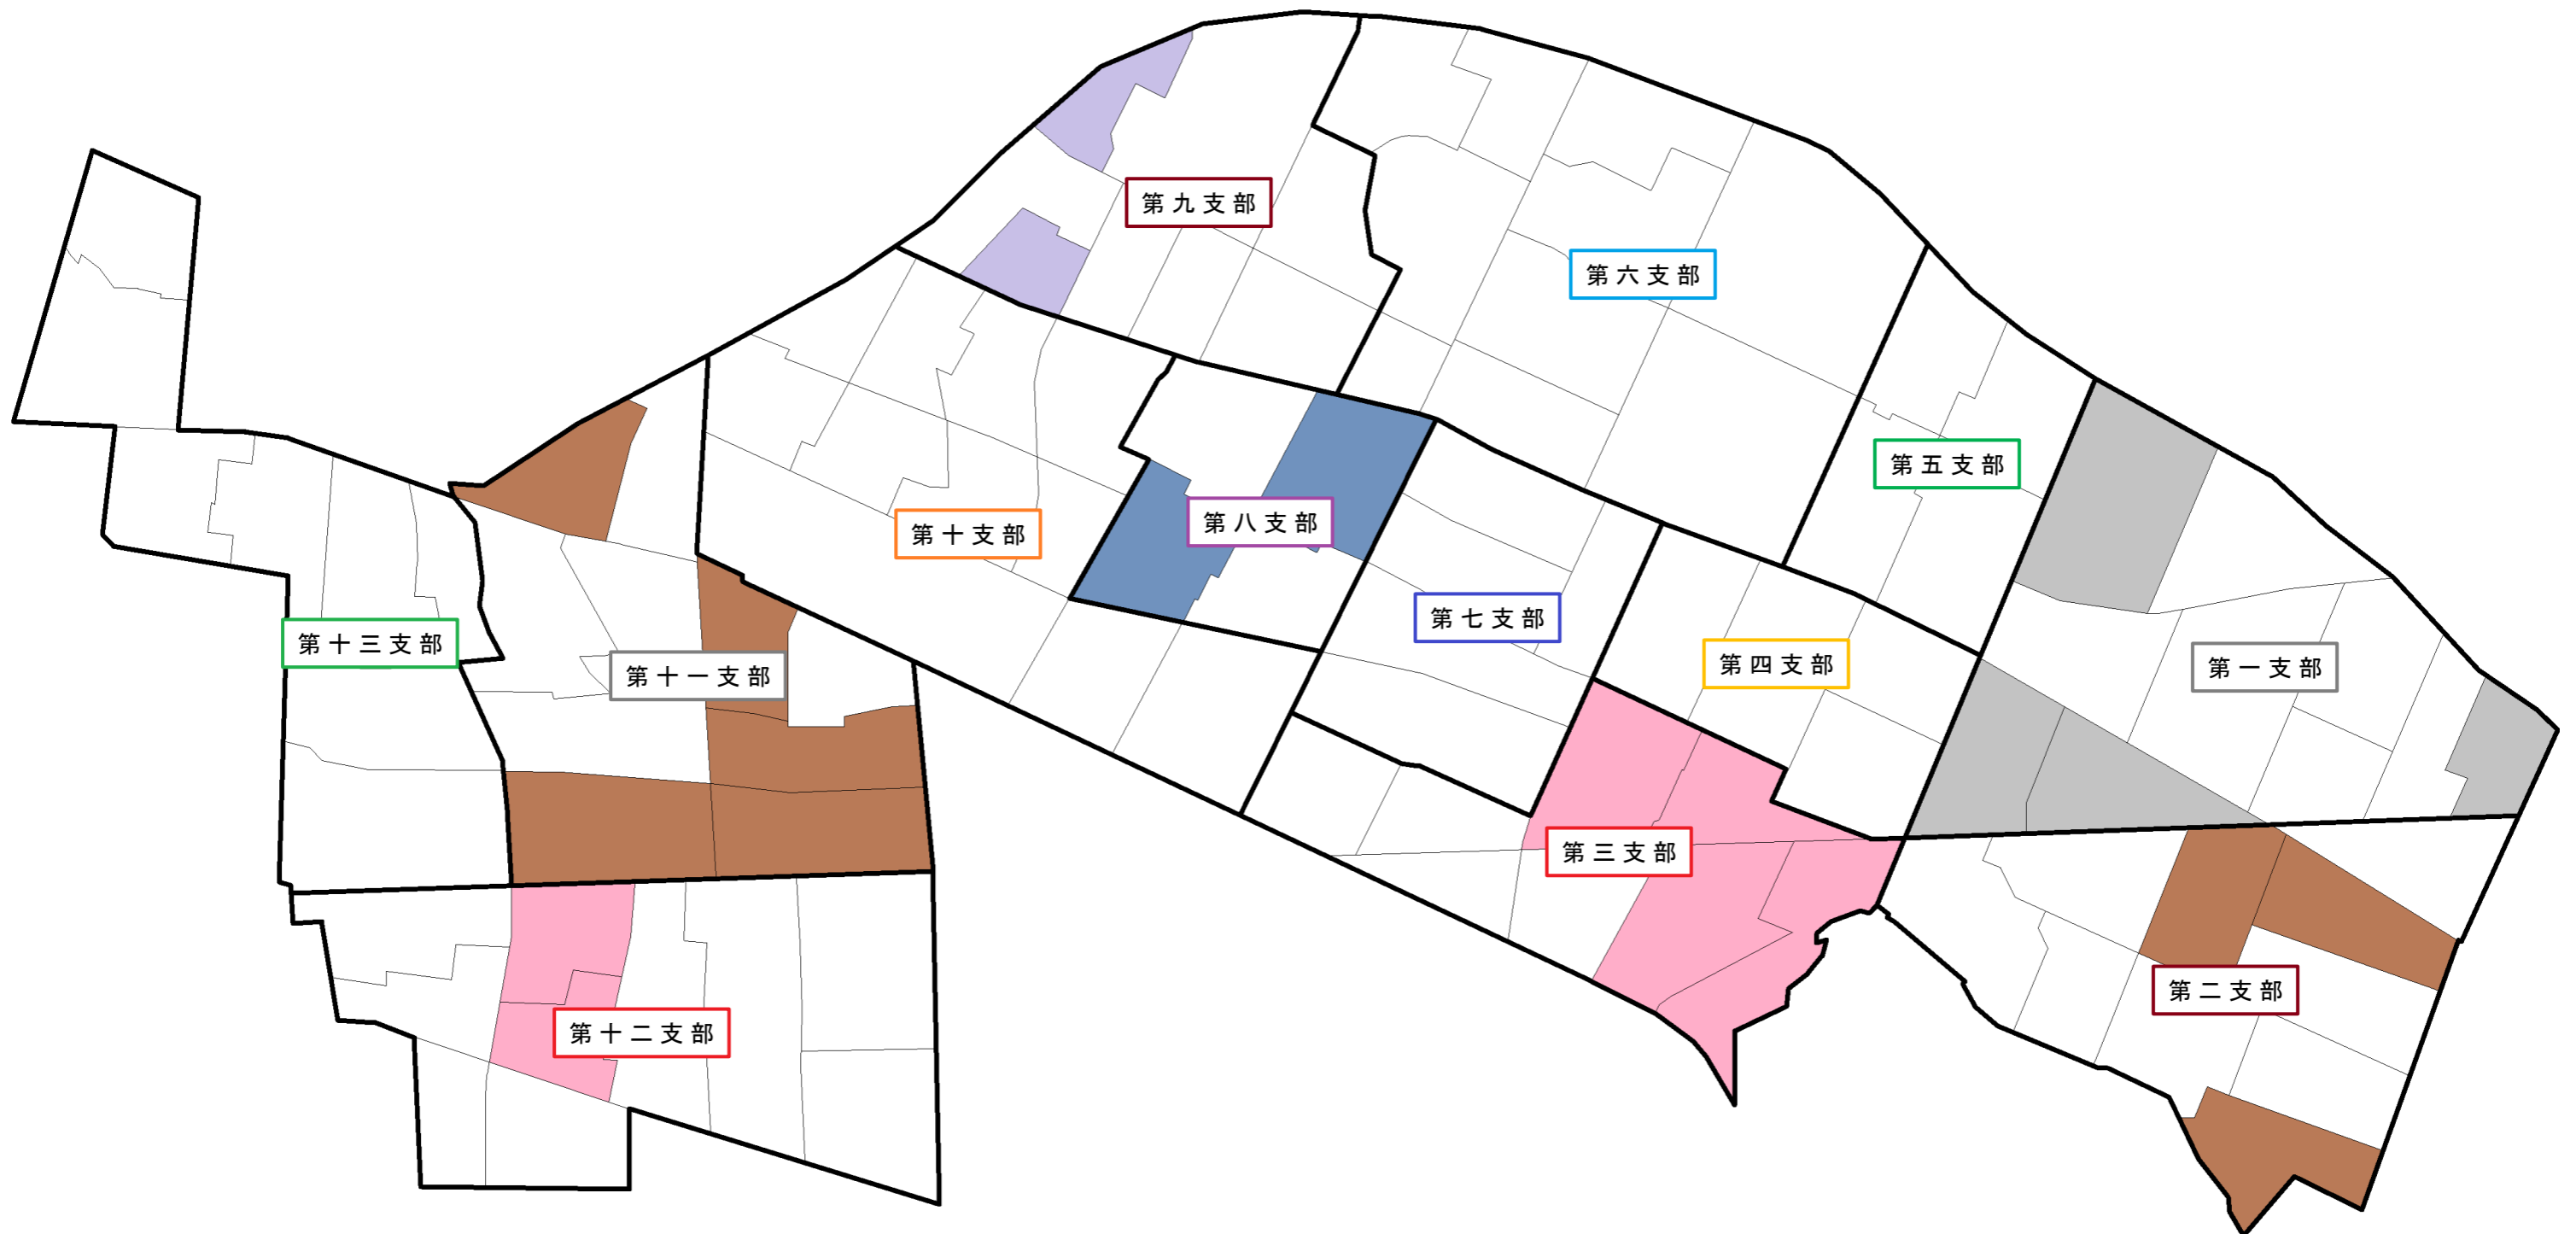 第九支部
第六支部
第五支部
第八支部
第十支部
第七支部
第十三支部
第四支部
第一支部
第十一支部
第三支部
第二支部
第十二支部